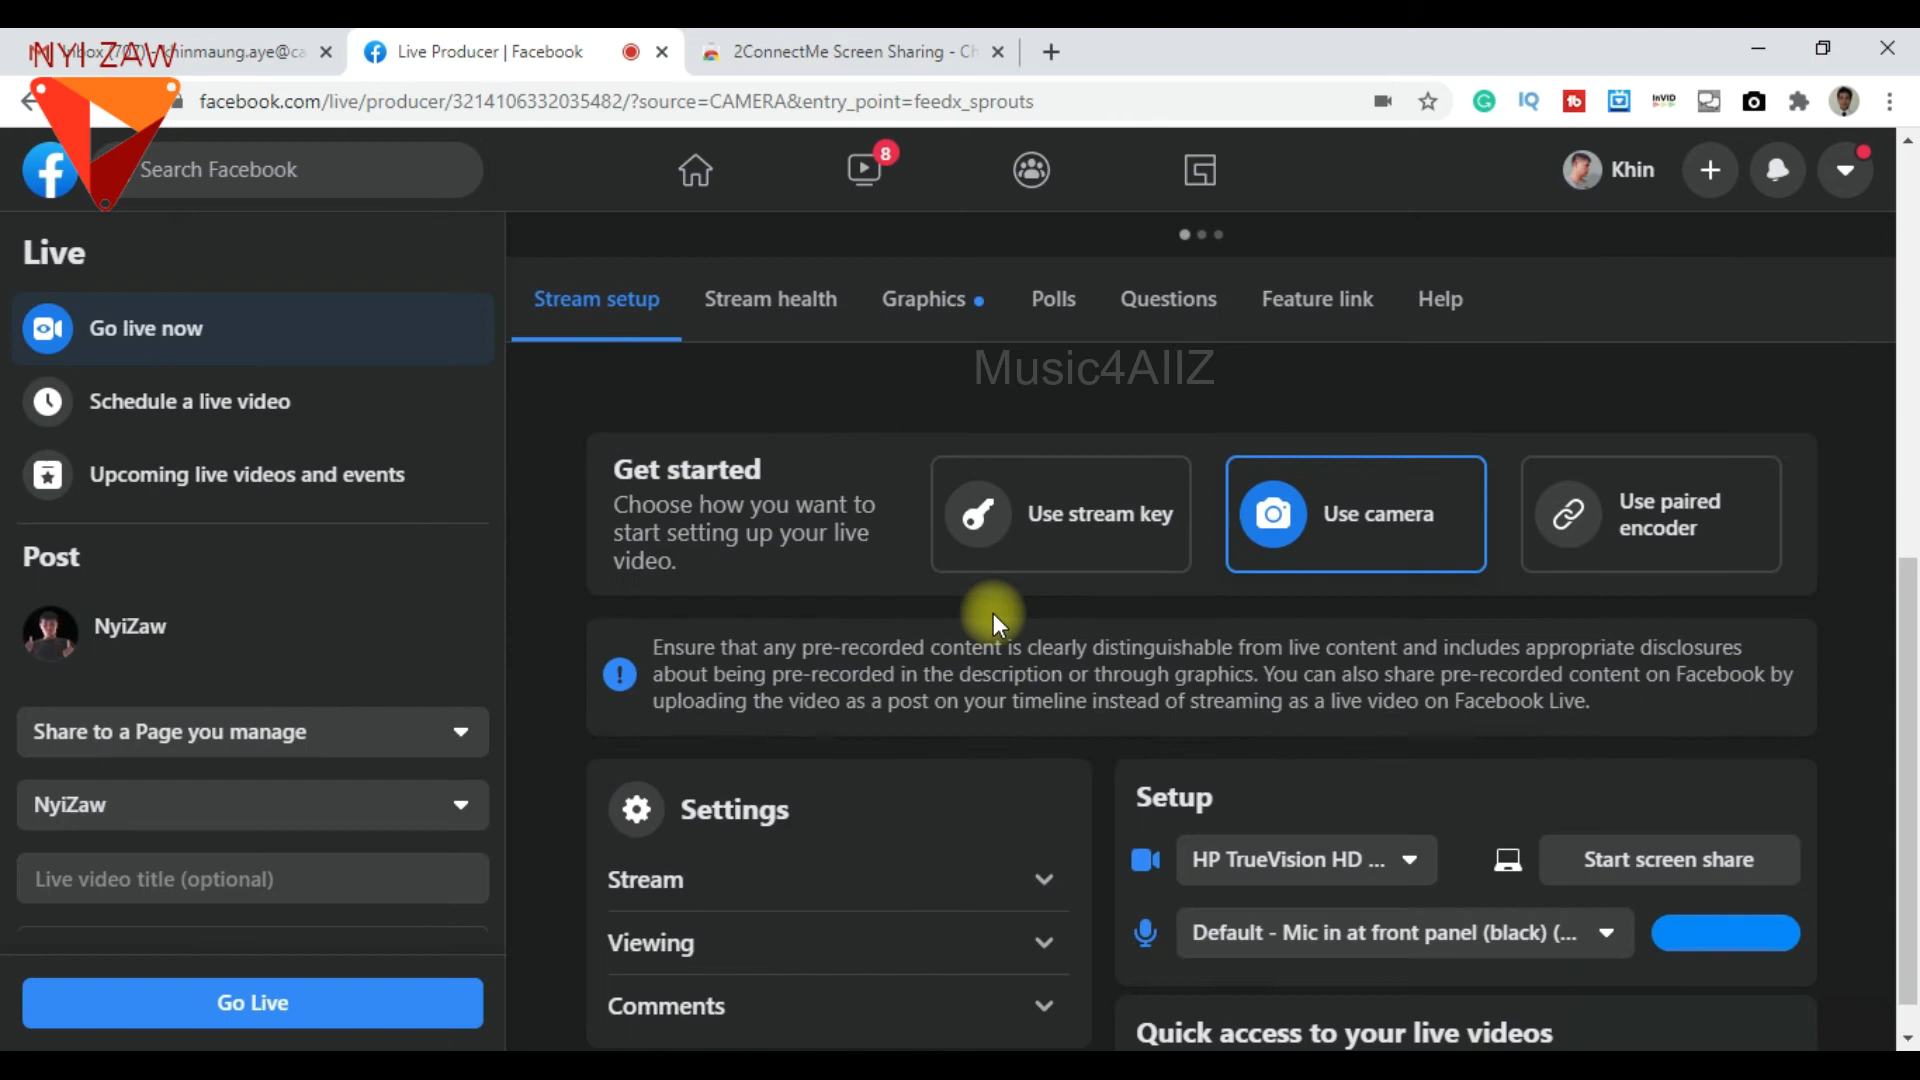 NYI ZAW
Inbox (707) - khinmaung.aye@ca
Live Producer | Facebook
2ConnectMe Screen Sharing - Ch
facebook.com/live/producer/3214106332035482/?source=CAMERA&entry_point=feedx_sprouts
Search Facebook
8
Khin
Live
Go live now
Schedule a live video
Upcoming live videos and events
Post
NyiZaw
Share to a Page you manage
NyiZaw
Live video title (optional)
Go Live
Stream setup
Stream health
Graphics
Polls
Questions
Feature link
Help
Music4AllZ
Get started
Choose how you want to
start setting up your live
video.
Use stream key
Use camera
Use paired
encoder
Ensure that any pre-recorded content is clearly distinguishable from live content and includes appropriate disclosures
about being pre-recorded in the description or through graphics. You can also share pre-recorded content on Facebook by
uploading the video as a post on your timeline instead of streaming as a live video on Facebook Live.
Settings
Stream
Viewing
Comments
Setup
HP TrueVision HD ...
Start screen share
Default - Mic in at front panel (black) (...
Quick access to your live videos